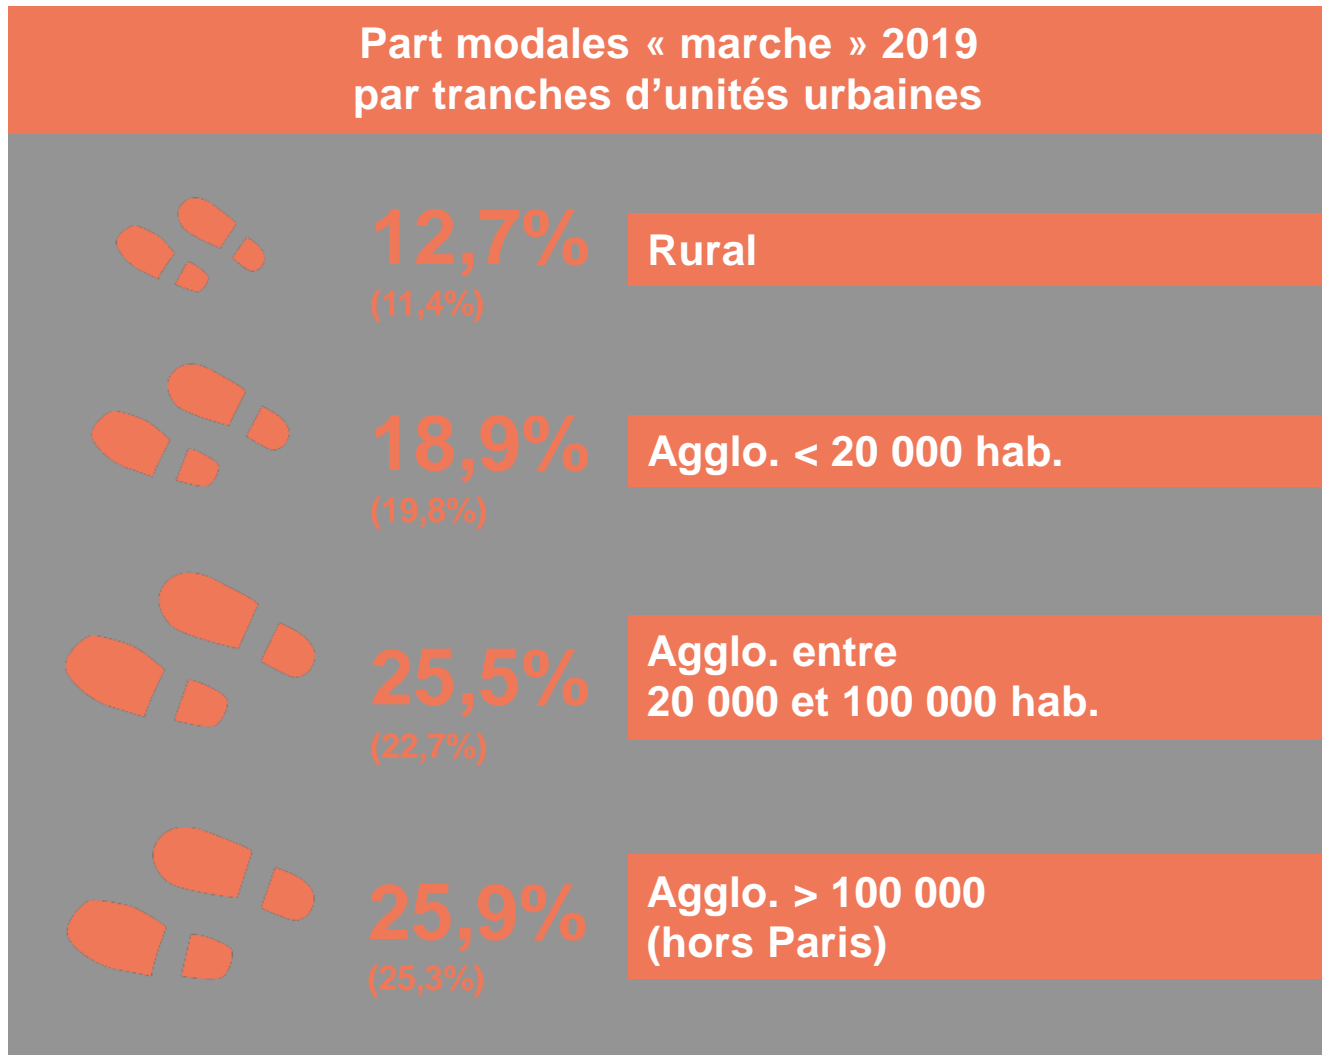 Part modales « marche » 2019
par tranches d’unités urbaines
12,7%
(11,4%)
Rural
18,9%
(19,8%)
Agglo. < 20 000 hab.
25,5%
(22,7%)
Agglo. entre
20 000 et 100 000 hab.
25,9%
(25,3%)
Agglo. > 100 000
(hors Paris)